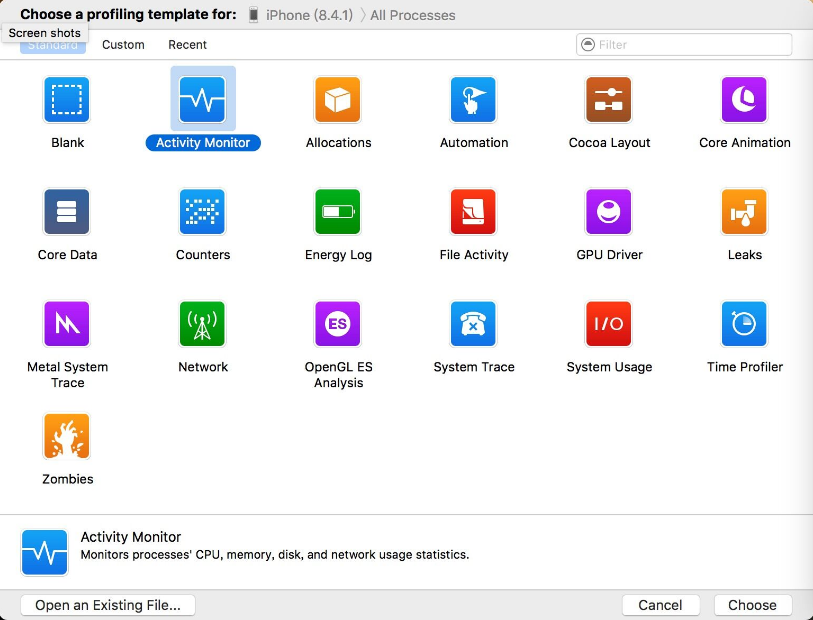 Choose a profiling template for: iPhone (8.4.1) 〉All Processes
Screen shots
Standard Custom Recent Filter
Blank Activity Monitor Allocations Automation Cocoa Layout Core Animation
Core Data Counters Energy Log File Activity GPU Driver Leaks
Metal System Trace Network OpenGL ES Analysis System Trace System Usage Time Profiler
ES
I/O
Zombies
Activity Monitor
Monitors processes' CPU, memory, disk, and network usage statistics.
Open an Existing File... Cancel Choose